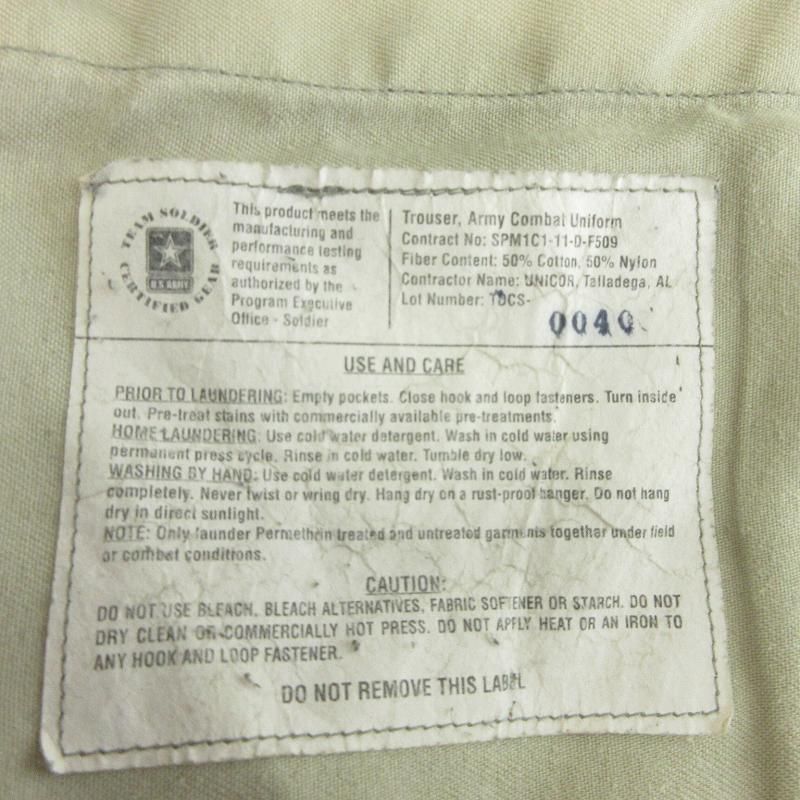 TEAM SOLDIER
CERTIFIED GEAR
U.S. ARMY
This product meets the
manufacturing and
performance testing
requirements as
authorized by the
Program Executive
Office - Soldier
Trouser, Army Combat Uniform
Contract No: SPM1C1-11-D-F509
Fiber Content: 50% Cotton, 50% Nylon
Contractor Name: UNICOR, Talladega, AL
Lot Number: TDCS-
0040
USE AND CARE
PRIOR TO LAUNDERING: Empty pockets. Close hook and loop fasteners. Turn inside
out. Pre-treat stains with commercially available pre-treatments.
HOME LAUNDERING: Use cold water detergent. Wash in cold water using
permanent press cycle. Rinse in cold water. Tumble dry low.
WASHING BY HAND: Use cold water detergent. Wash in cold water. Rinse
completely. Never twist or wring dry. Hang dry on a rust-proof hanger. Do not hang
dry in direct sunlight.
NOTE: Only launder Permethrin treated and untreated garments together under field
or combat conditions.
CAUTION:
DO NOT USE BLEACH, BLEACH ALTERNATIVES, FABRIC SOFTENER OR STARCH. DO NOT
DRY CLEAN OR COMMERCIALLY HOT PRESS. DO NOT APPLY HEAT OR AN IRON TO
ANY HOOK AND LOOP FASTENER.
DO NOT REMOVE THIS LABEL